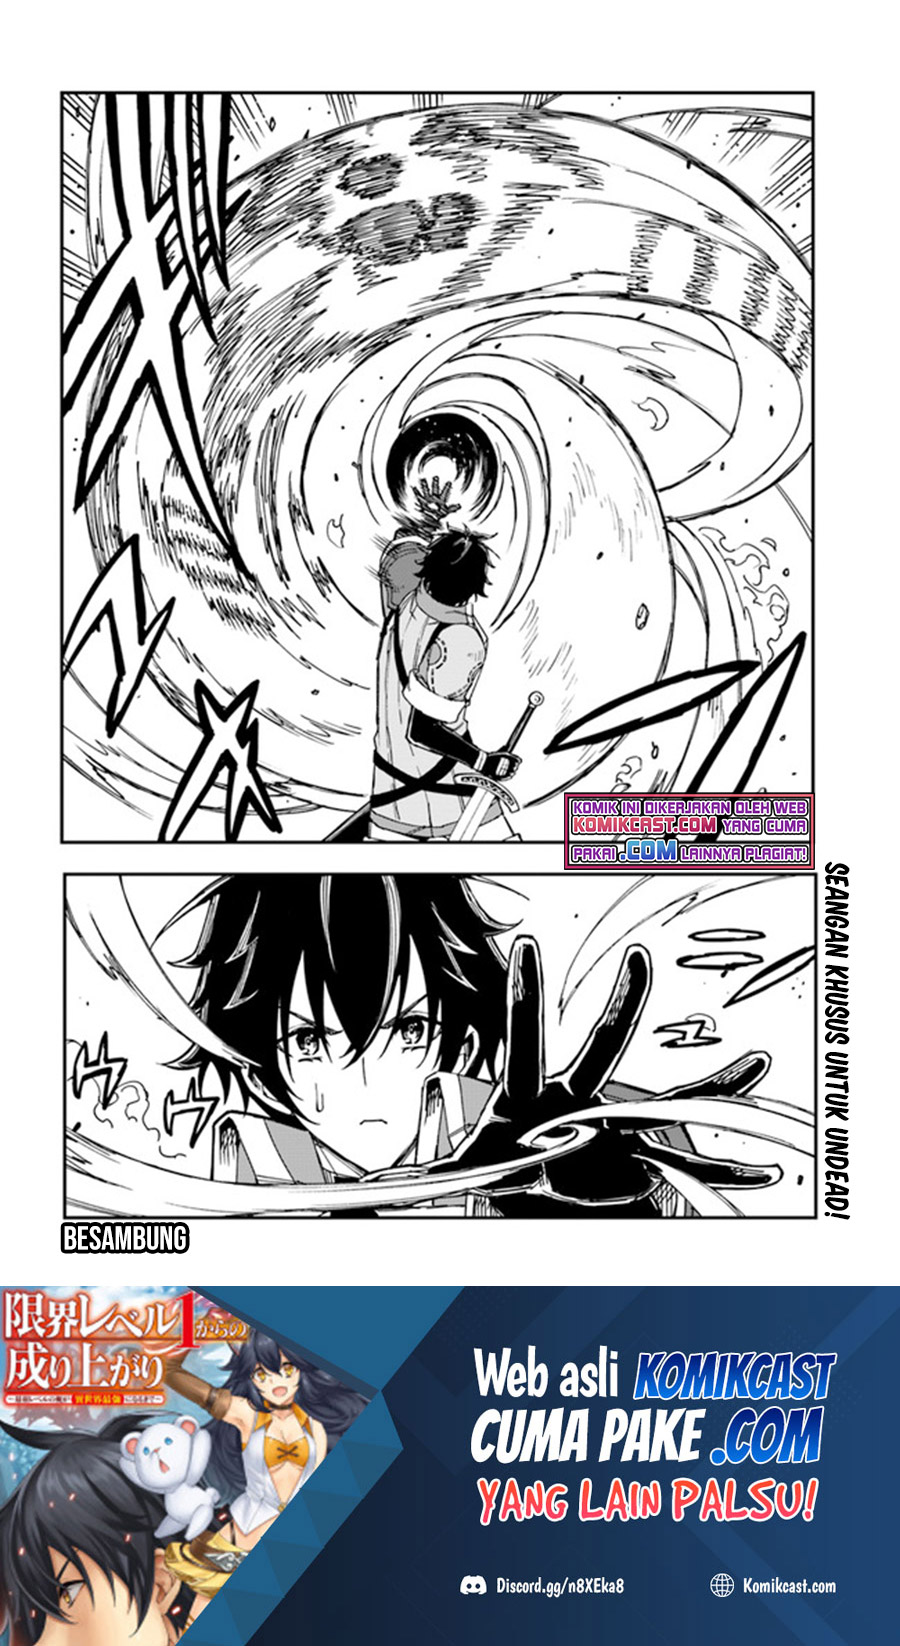 KOMIK INI DIKERJAKAN OLEH WEB
KOMIKCAST.COM YANG CUMA
PAKAI .COM LAINNYA PLAGIAT!
SEANGAN KHUSUS UNTUK UNDEAD!
BESAMBUNG
限界レベル1からの
成り上がり
Web asli KOMIKCAST
CUMA PAKE .COM
YANG LAIN PALSU!
Discord.gg/n8XEka8
Komikcast.com